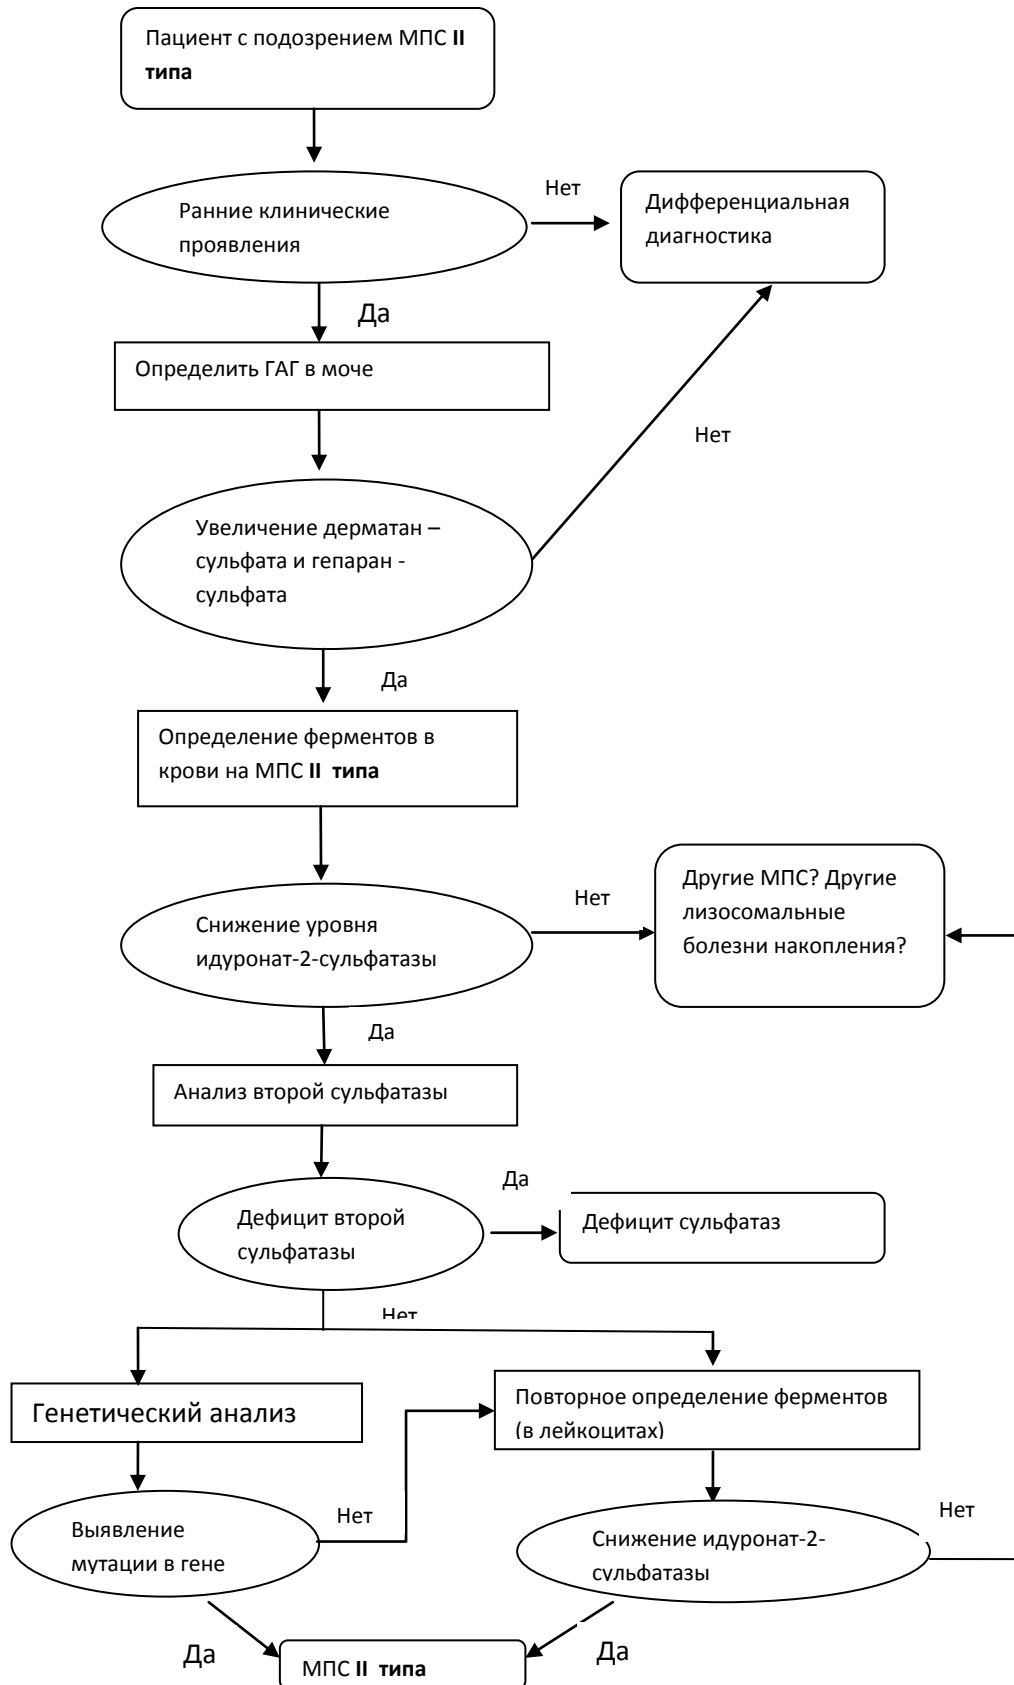 Пациент с подозрением МПС II
типа
Ранние клинические
проявления
Нет
Дифференциальная
диагностика
Да
Определить ГАГ в моче
Нет
Увеличение дерматан –
сульфата и гепаран -
сульфата
Да
Определение ферментов в
крови на МПС II типа
Снижение уровня
идуронат-2-сульфатазы
Нет
Другие МПС? Другие
лизосомальные
болезни накопления?
Да
Анализ второй сульфатазы
Дефицит второй
сульфатазы
Да
Дефицит сульфатаз
Нет
Генетический анализ
Повторное определение ферментов
(в лейкоцитах)
Выявление
мутации в гене
Нет
Снижение идуронат-2-
сульфатазы
Нет
Да
МПС II типа
Да